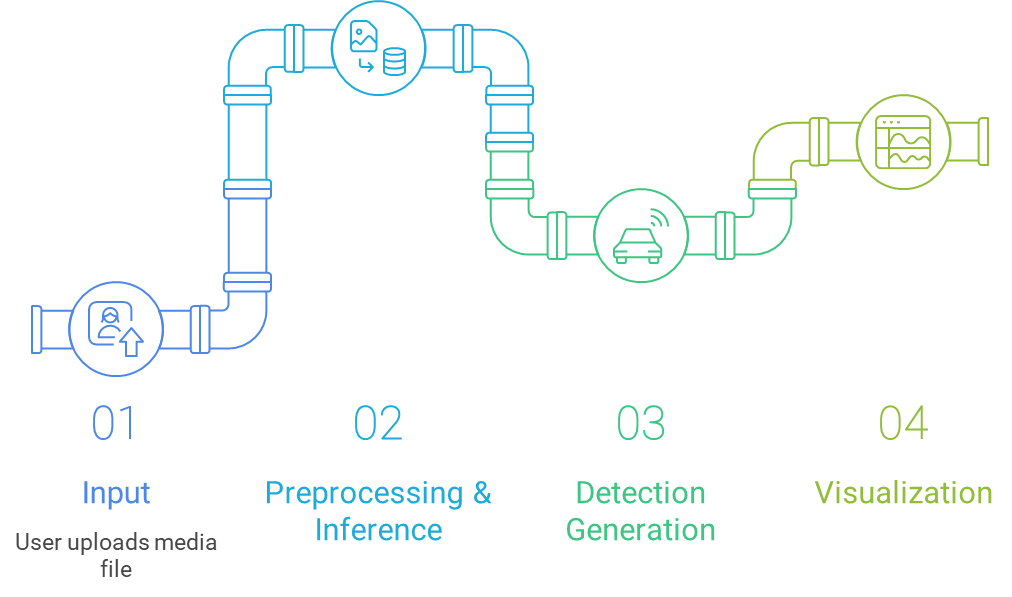 01
02
03
04
Input
Preprocessing &
Inference
Detection
Generation
Visualization
User uploads media
file